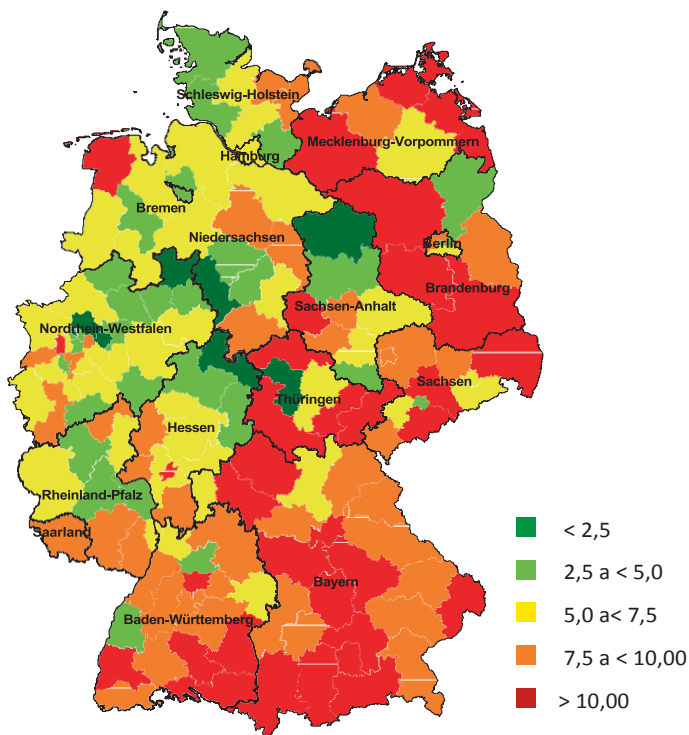 Schleswig-Holstein
Mecklenburg-Vorpommern
Hamburg
Bremen
Niedersachsen
Berlin
Brandenburg
Sachsen-Anhalt
Nordrhein-Westfalen
Sachsen
Thüringen
Hessen
Rheinland-Pfalz
Saarland
Bayern
Baden-Württemberg
< 2,5
2,5 a < 5,0
5,0 a< 7,5
7,5 a < 10,00
> 10,00